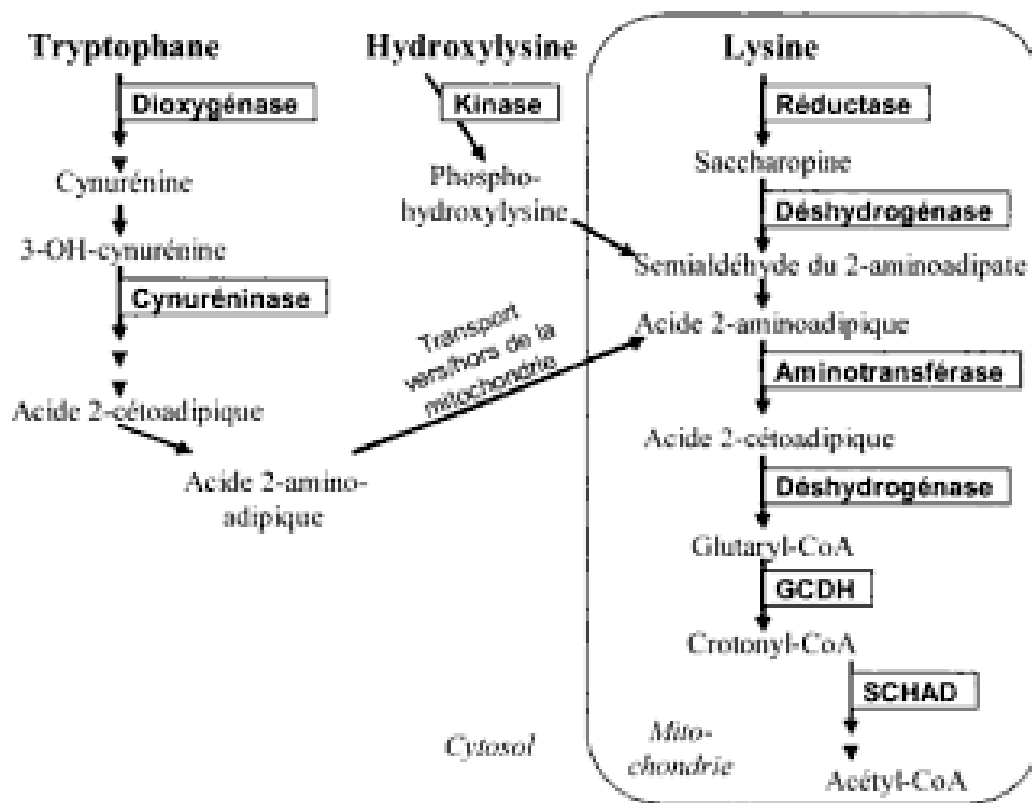 Tryptophane
Dioxygénase
Cynurénine
3-OH-cynurénine
Cynuréninase
Acide 2-cétoadipique
Acide 2-amino-
adipique
Hydroxylysine
Kinase
Phospho-
hydroxylysine
Transport
vers/hors de la
mitochondrie
Cytosol
Lysine
Réductase
Saccharopine
Déshydrogénase
Semialdéhyde du 2-aminoadipate
Acide 2-aminoadipique
Aminotransférase
Acide 2-cétoadipique
Déshydrogénase
Glutaryl-CoA
GCDH
Crotonyl-CoA
SCHAD
Mito-
chondrie
Acétyl-CoA